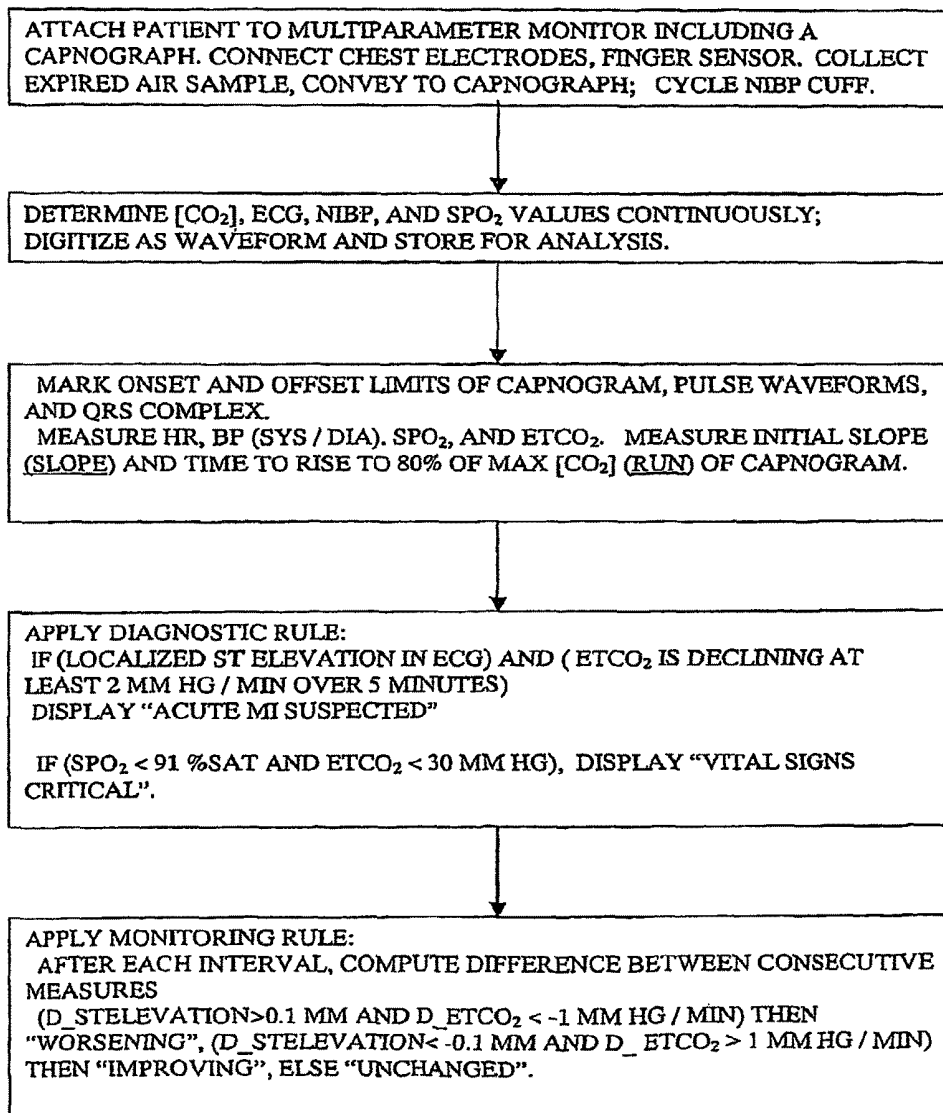 ATTACH PATIENT TO MULTIPARAMETER MONITOR INCLUDING A
CAPNOGRAPH. CONNECT CHEST ELECTRODES, FINGER SENSOR. COLLECT
EXPIRED AIR SAMPLE, CONVEY TO CAPNOGRAPH; CYCLE NIBP CUFF.
DETERMINE [CO₂], ECG, NIBP, AND SPO₂ VALUES CONTINUOUSLY;
DIGITIZE AS WAVEFORM AND STORE FOR ANALYSIS.
MARK ONSET AND OFFSET LIMITS OF CAPNOGRAM, PULSE WAVEFORMS,
AND QRS COMPLEX.
MEASURE HR, BP (SYS / DIA). SPO₂, AND ETCO₂. MEASURE INITIAL SLOPE
(SLOPE) AND TIME TO RISE TO 80% OF MAX [CO₂] (RUN) OF CAPNOGRAM.
APPLY DIAGNOSTIC RULE:
IF (LOCALIZED ST ELEVATION IN ECG) AND ( ETCO₂ IS DECLINING AT
LEAST 2 MM HG / MIN OVER 5 MINUTES)
DISPLAY “ACUTE MI SUSPECTED”
IF (SPO₂ < 91 %SAT AND ETCO₂ < 30 MM HG), DISPLAY “VITAL SIGNS
CRITICAL”.
APPLY MONITORING RULE:
AFTER EACH INTERVAL, COMPUTE DIFFERENCE BETWEEN CONSECUTIVE
MEASURES
(D_STELEVATION>0.1 MM AND D_ETCO₂ < -1 MM HG / MIN) THEN
“WORSENING”, (D_STELEVATION< -0.1 MM AND D_ ETCO₂ > 1 MM HG / MIN)
THEN “IMPROVING”, ELSE “UNCHANGED”.